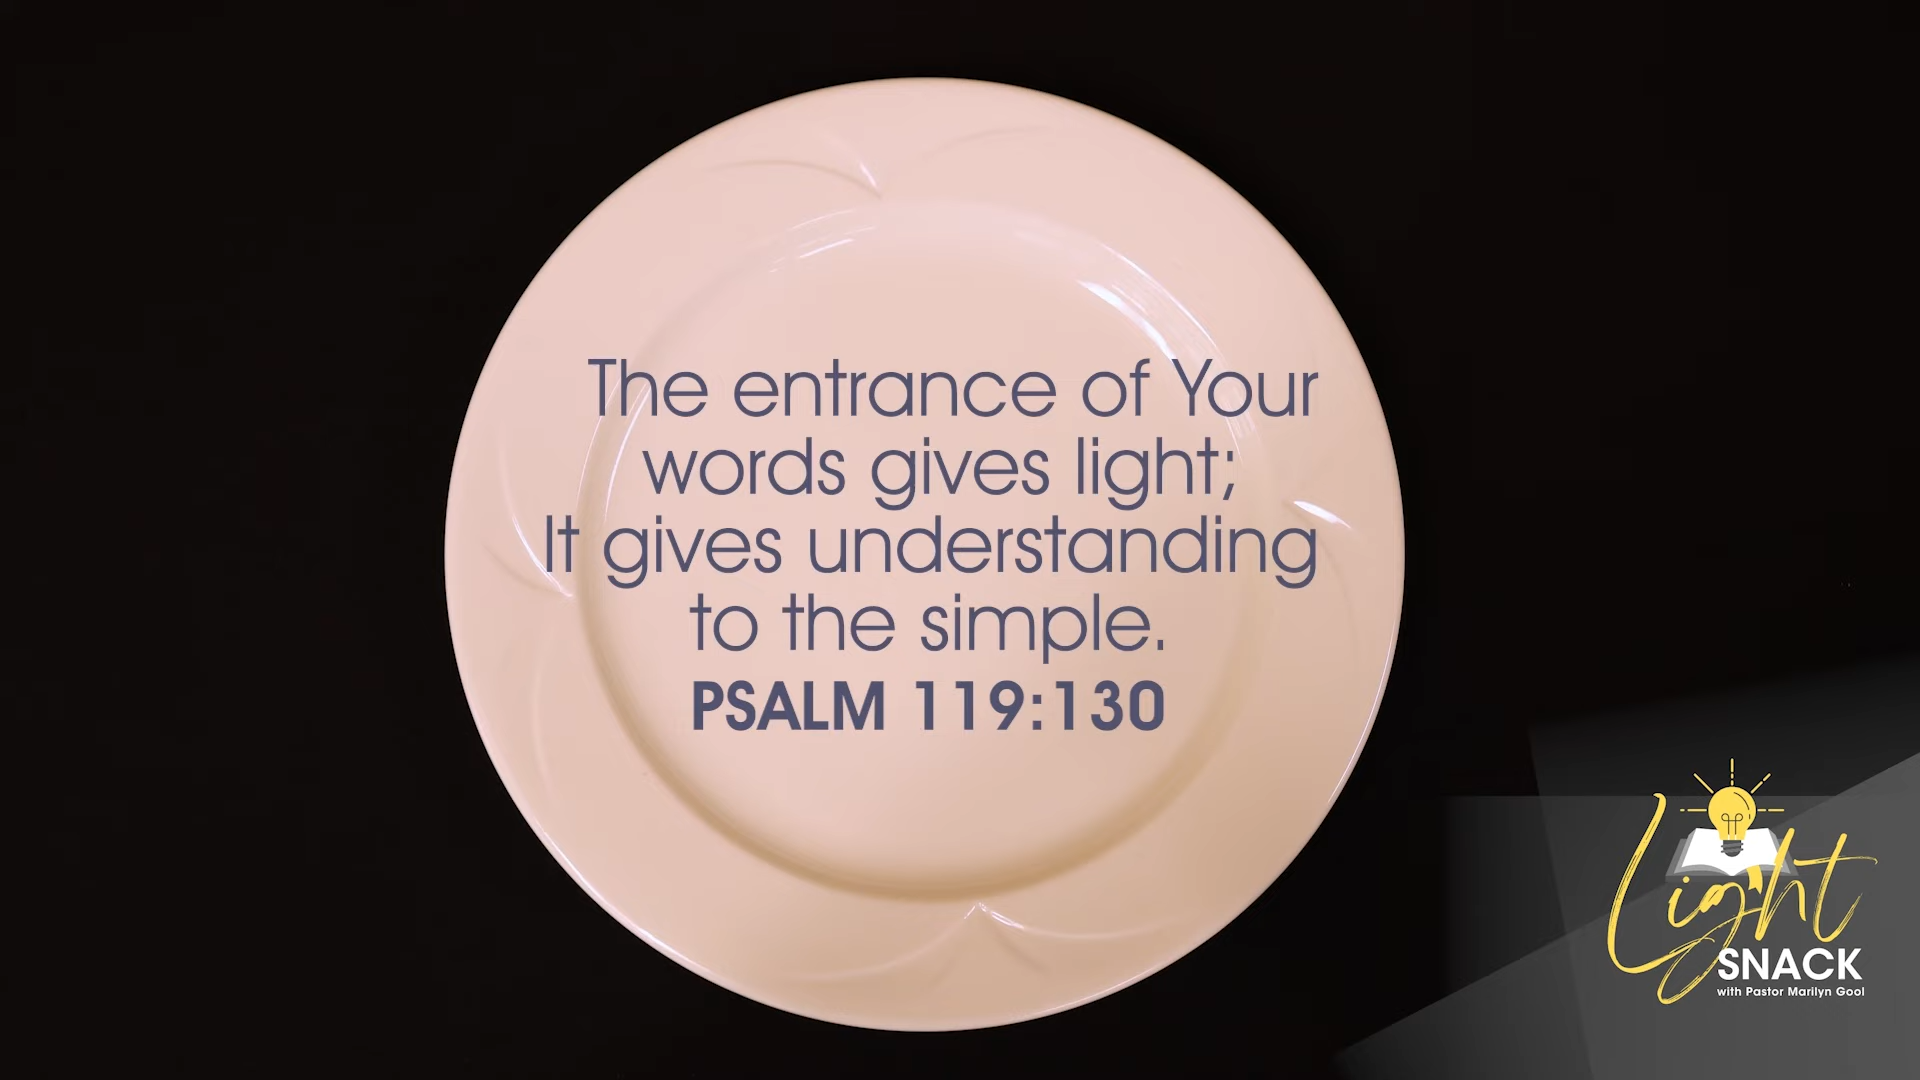 The entrance of Your
words gives light;
It gives understanding
to the simple.
PSALM 119:130
Light
SNACK
with Pastor Marilyn Gool